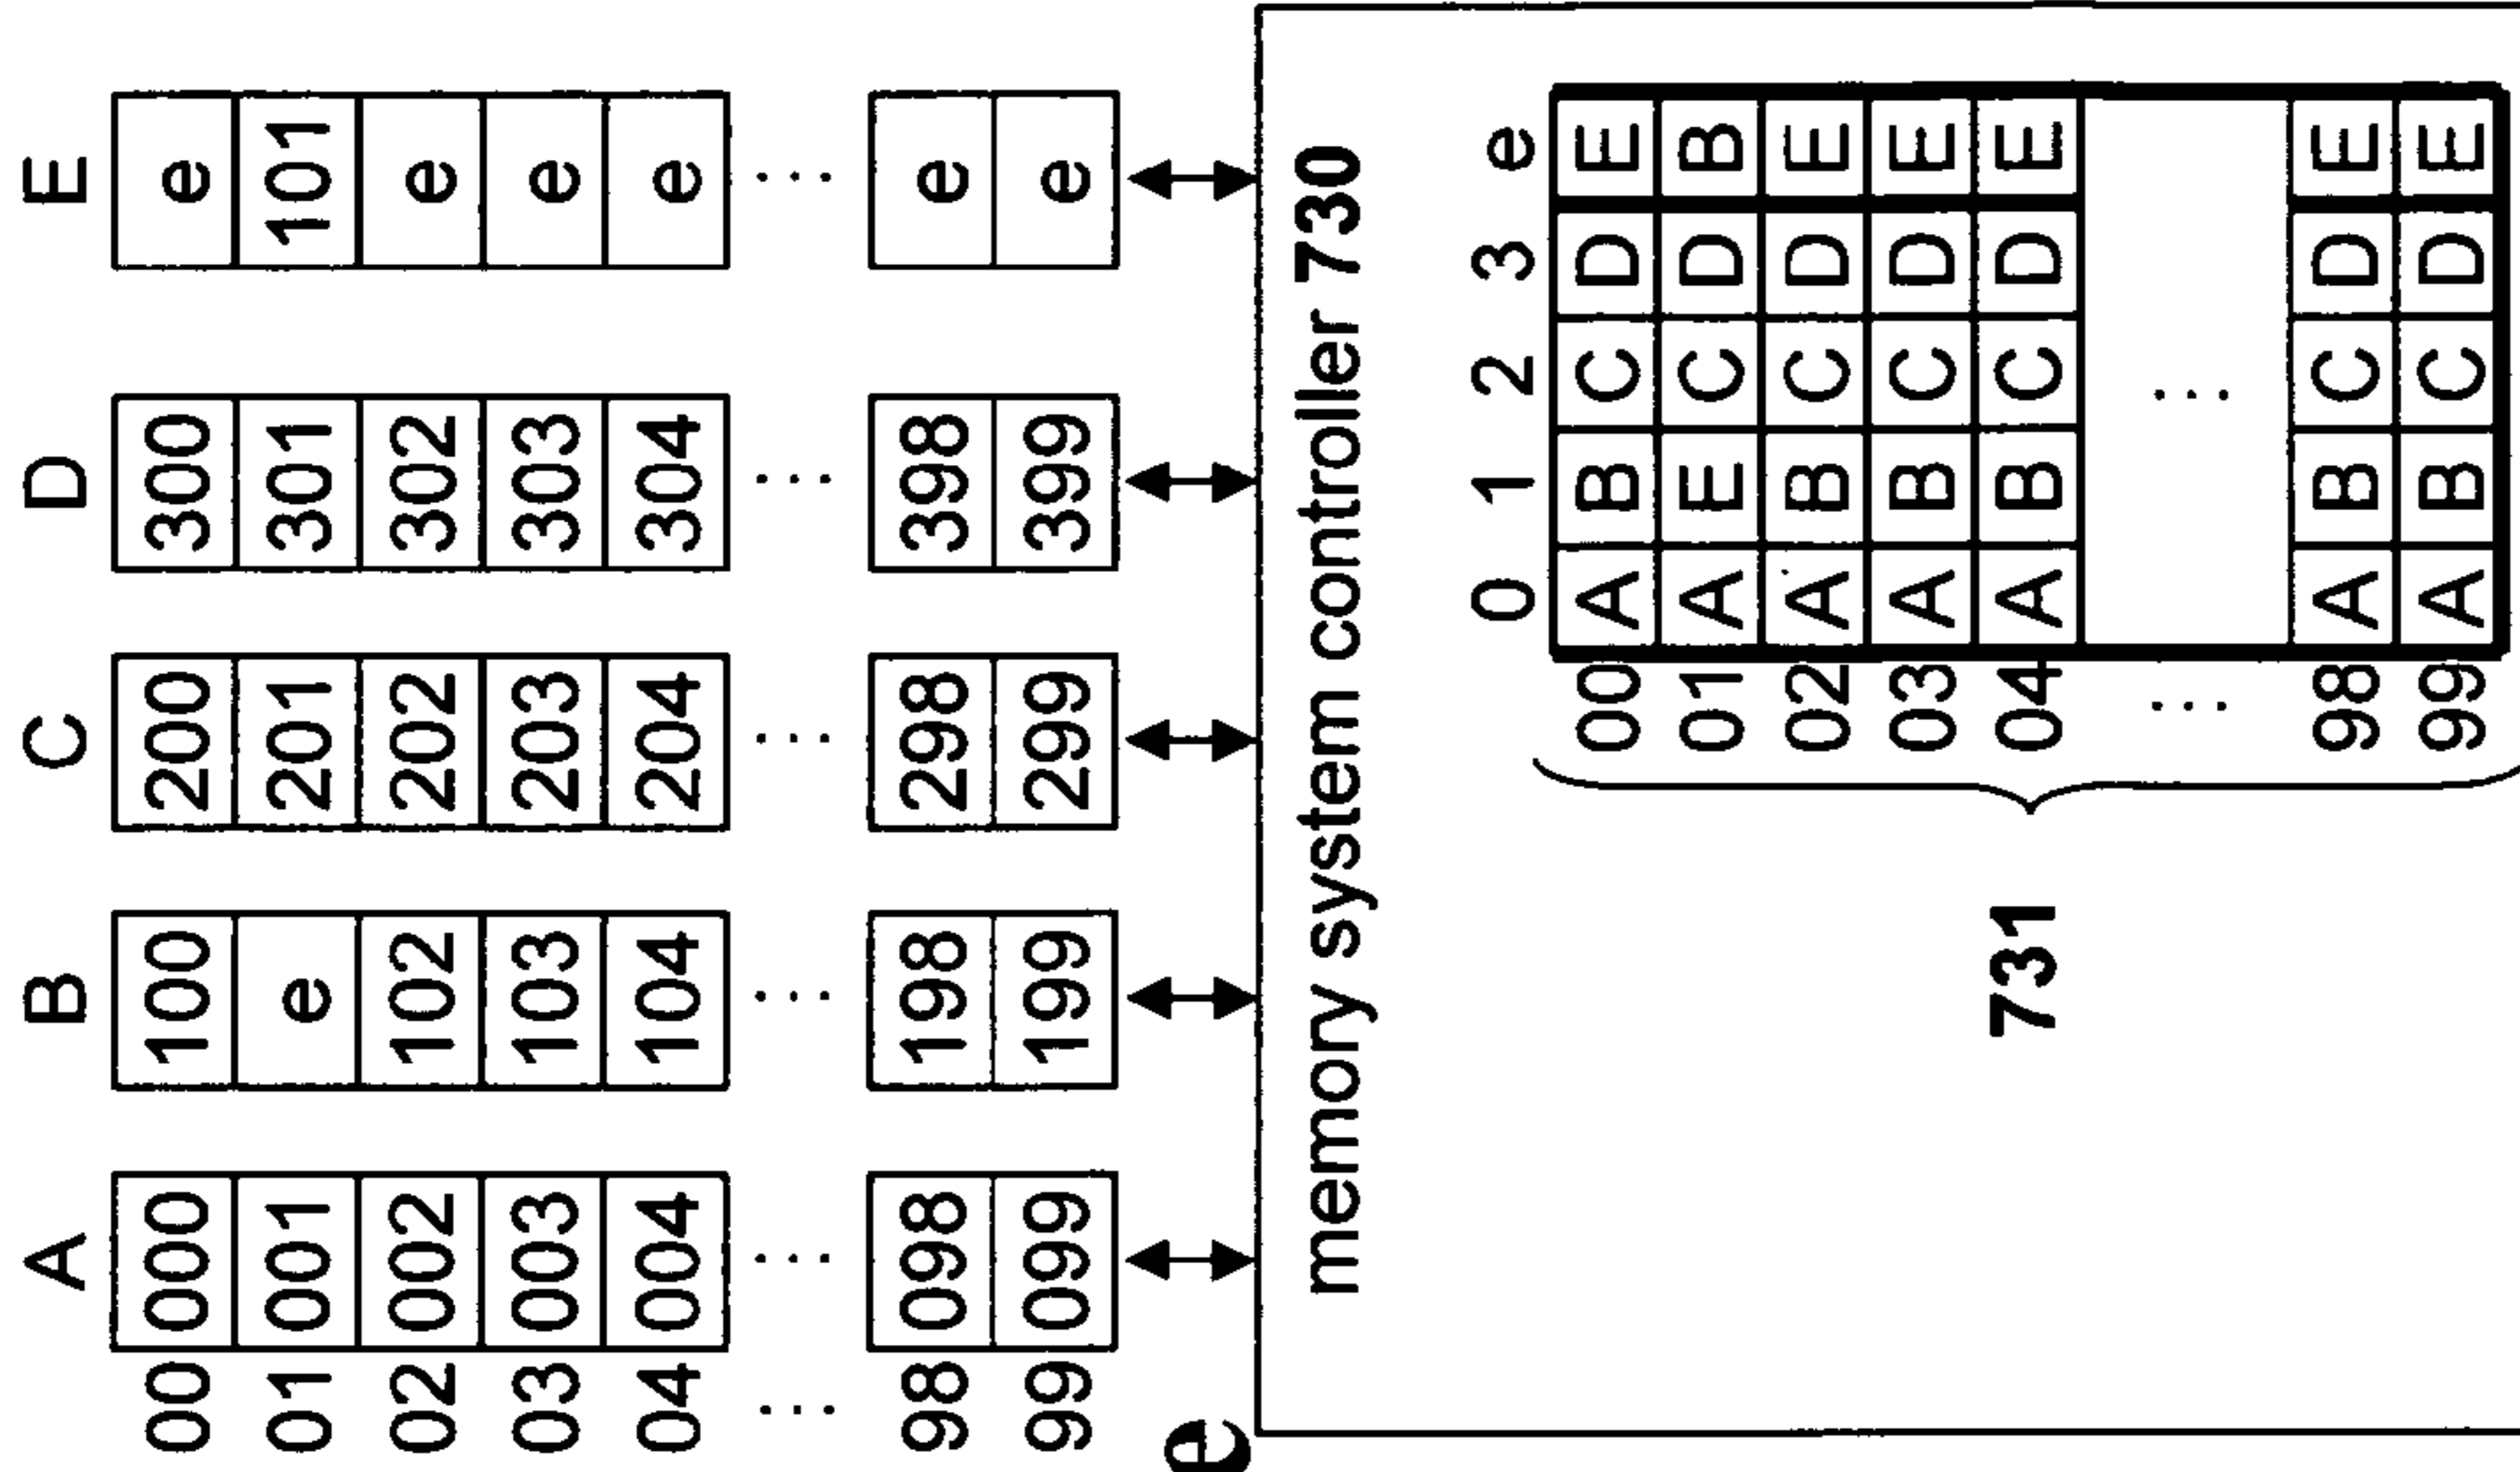 A B C D E
00 000 100 200 300 e
01 001 e 201 301 101
02 002 102 202 302 e
03 003 103 203 303 e
04 004 104 204 304 e
... ... ... ... ... ...
98 098 198 298 398 e
99 099 199 299 399 e
e
memory system controller 730
0 1 2 3 e
00 A B C D E
01 A E C D B
02 A B C D E
03 A B C D E
04 A B C D E
... ...
98 A B C D E
99 A B C D E
731